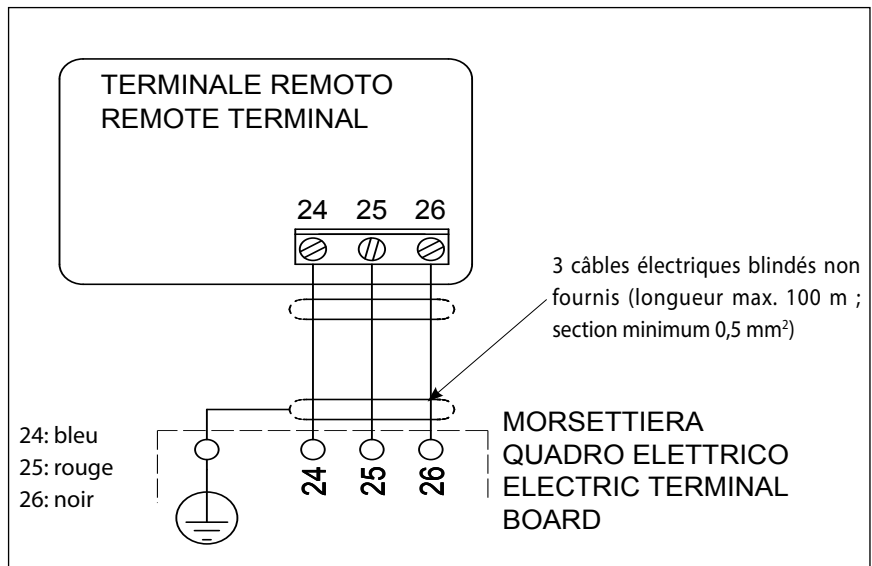 TERMINALE REMOTO
REMOTE TERMINAL
24 25 26
3 câbles électriques blindés non
fournis (longueur max. 100 m ;
section minimum 0,5 mm²)
24: bleu
25: rouge
26: noir
24 25 26
MORSETTIERA
QUADRO ELETTRICO
ELECTRIC TERMINAL
BOARD